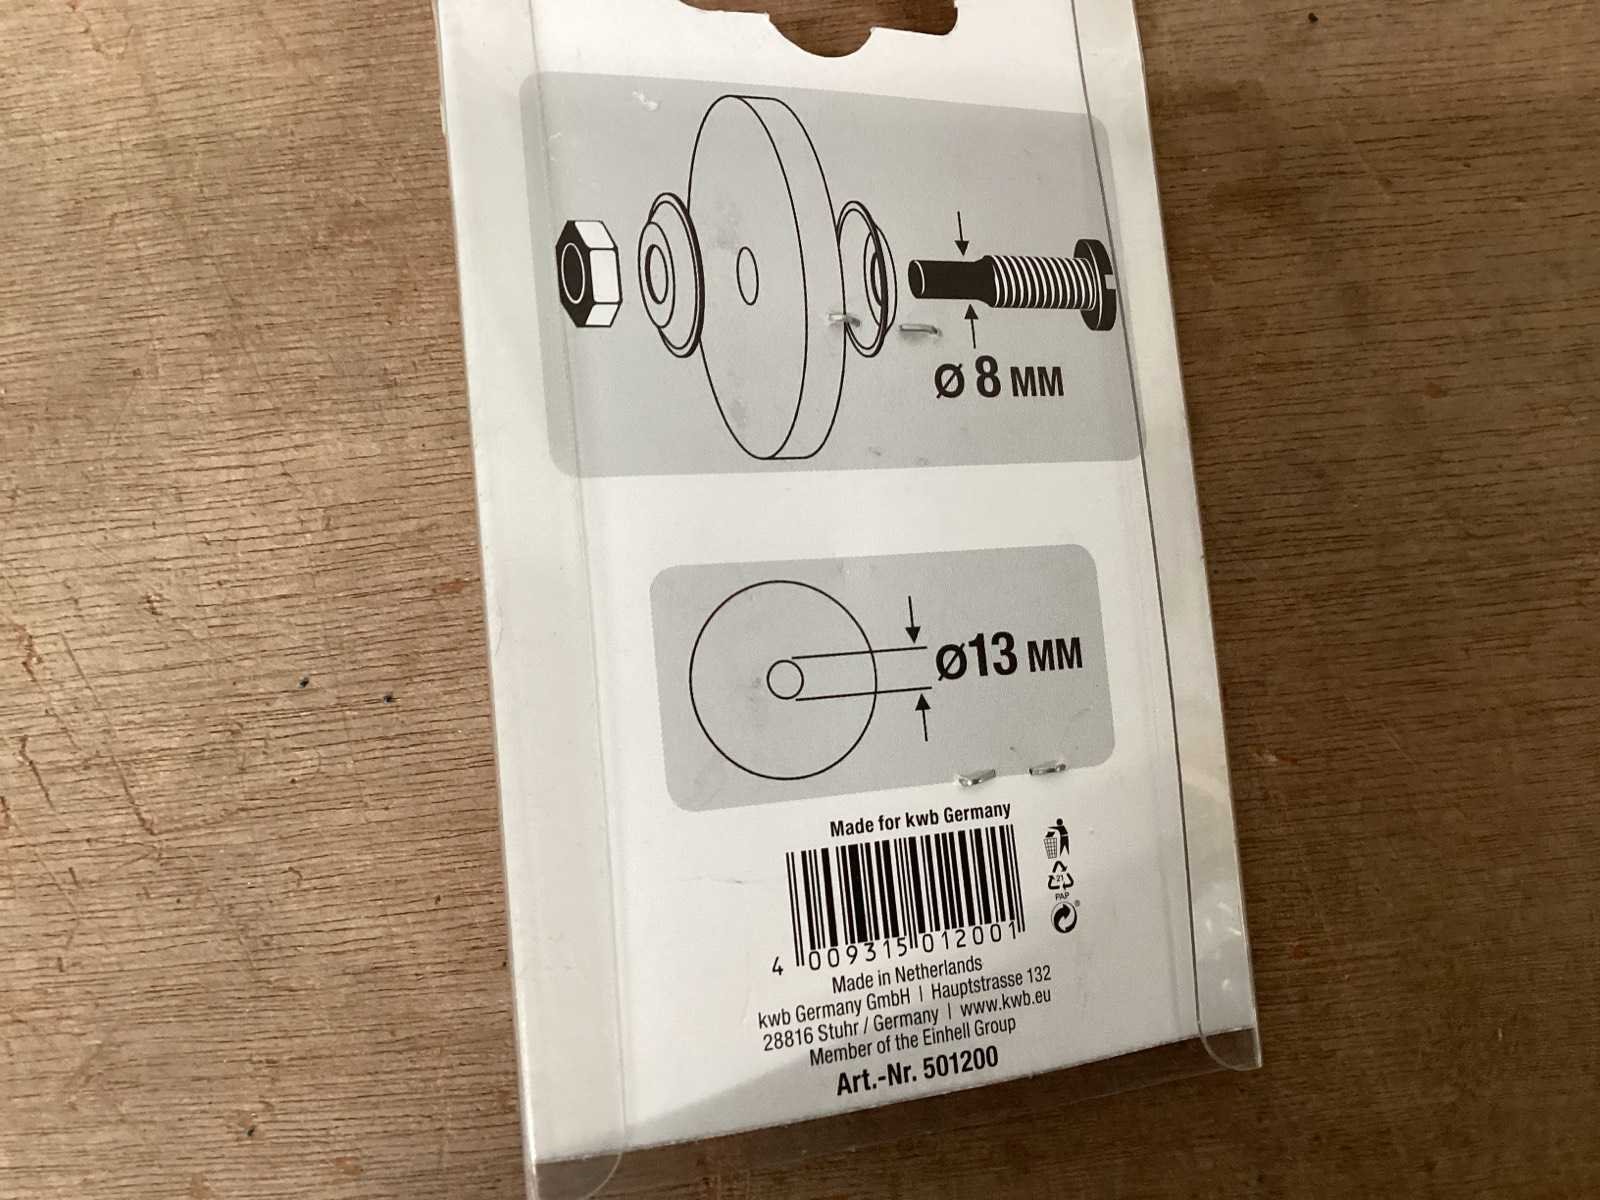 Ø 8 MM
Ø13 MM
Made for kwb Germany
21
PAP
®
4 009315 012001
Made in Netherlands
kwb Germany GmbH | Hauptstrasse 132
28816 Stuhr / Germany | www.kwb.eu
Member of the Einhell Group
Art.-Nr. 501200